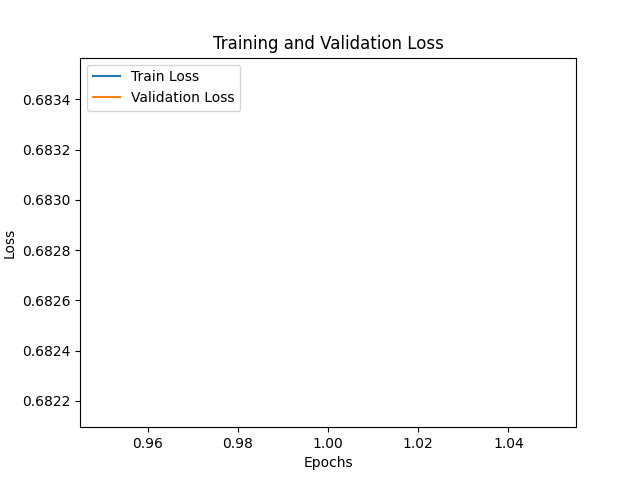 Training and Validation Loss
Train Loss
Validation Loss
0.6834
0.6832
0.6830
0.6828
0.6826
0.6824
0.6822
Loss
0.96 0.98 1.00 1.02 1.04
Epochs